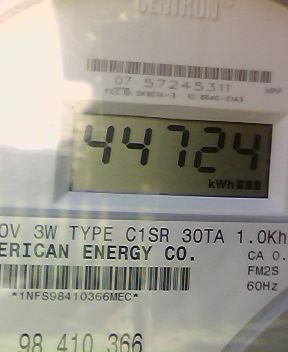 CENTRON®
07 57245311
HPP
44724
kWh
0V 3W TYPE C1SR 30TA 1.0Kh
ERICAN ENERGY CO.
CA 0.
FM2S
*1NFS98410366MEC*
60Hz
98 410 366